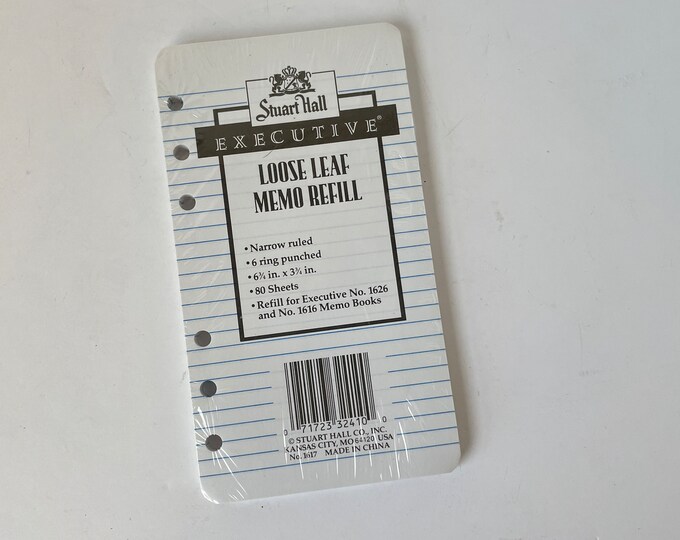 Stuart Hall
EXECUTIVE®
LOOSE LEAF
MEMO REFILL
• Narrow ruled
• 6 ring punched
• 6¾ in. x 3¾ in.
• 80 Sheets
• Refill for Executive No. 1626
and No. 1616 Memo Books
0 71723 32410 0
© STUART HALL CO., INC.
KANSAS CITY, MO 64120 USA
No. 1617 MADE IN CHINA